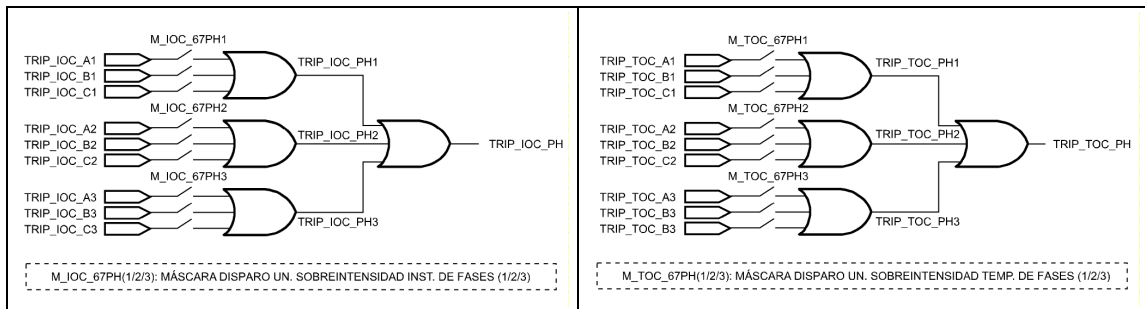 M_IOC_67PH1
TRIP_IOC_A1
TRIP_IOC_B1
TRIP_IOC_C1
TRIP_IOC_PH1
M_IOC_67PH2
TRIP_IOC_A2
TRIP_IOC_B2
TRIP_IOC_C2
TRIP_IOC_PH2
TRIP_IOC_PH
M_IOC_67PH3
TRIP_IOC_A3
TRIP_IOC_B3
TRIP_IOC_C3
TRIP_IOC_PH3
M_IOC_67PH(1/2/3): MÁSCARA DISPARO UN. SOBREINTENSIDAD INST. DE FASES (1/2/3)
M_TOC_67PH1
TRIP_TOC_A1
TRIP_TOC_B1
TRIP_TOC_C1
TRIP_TOC_PH1
M_TOC_67PH2
TRIP_TOC_A2
TRIP_TOC_B2
TRIP_TOC_C2
TRIP_TOC_PH2
TRIP_TOC_PH
M_TOC_67PH3
TRIP_TOC_A3
TRIP_TOC_B3
TRIP_TOC_B3
TRIP_TOC_PH3
M_TOC_67PH(1/2/3): MÁSCARA DISPARO UN. SOBREINTENSIDAD TEMP. DE FASES (1/2/3)